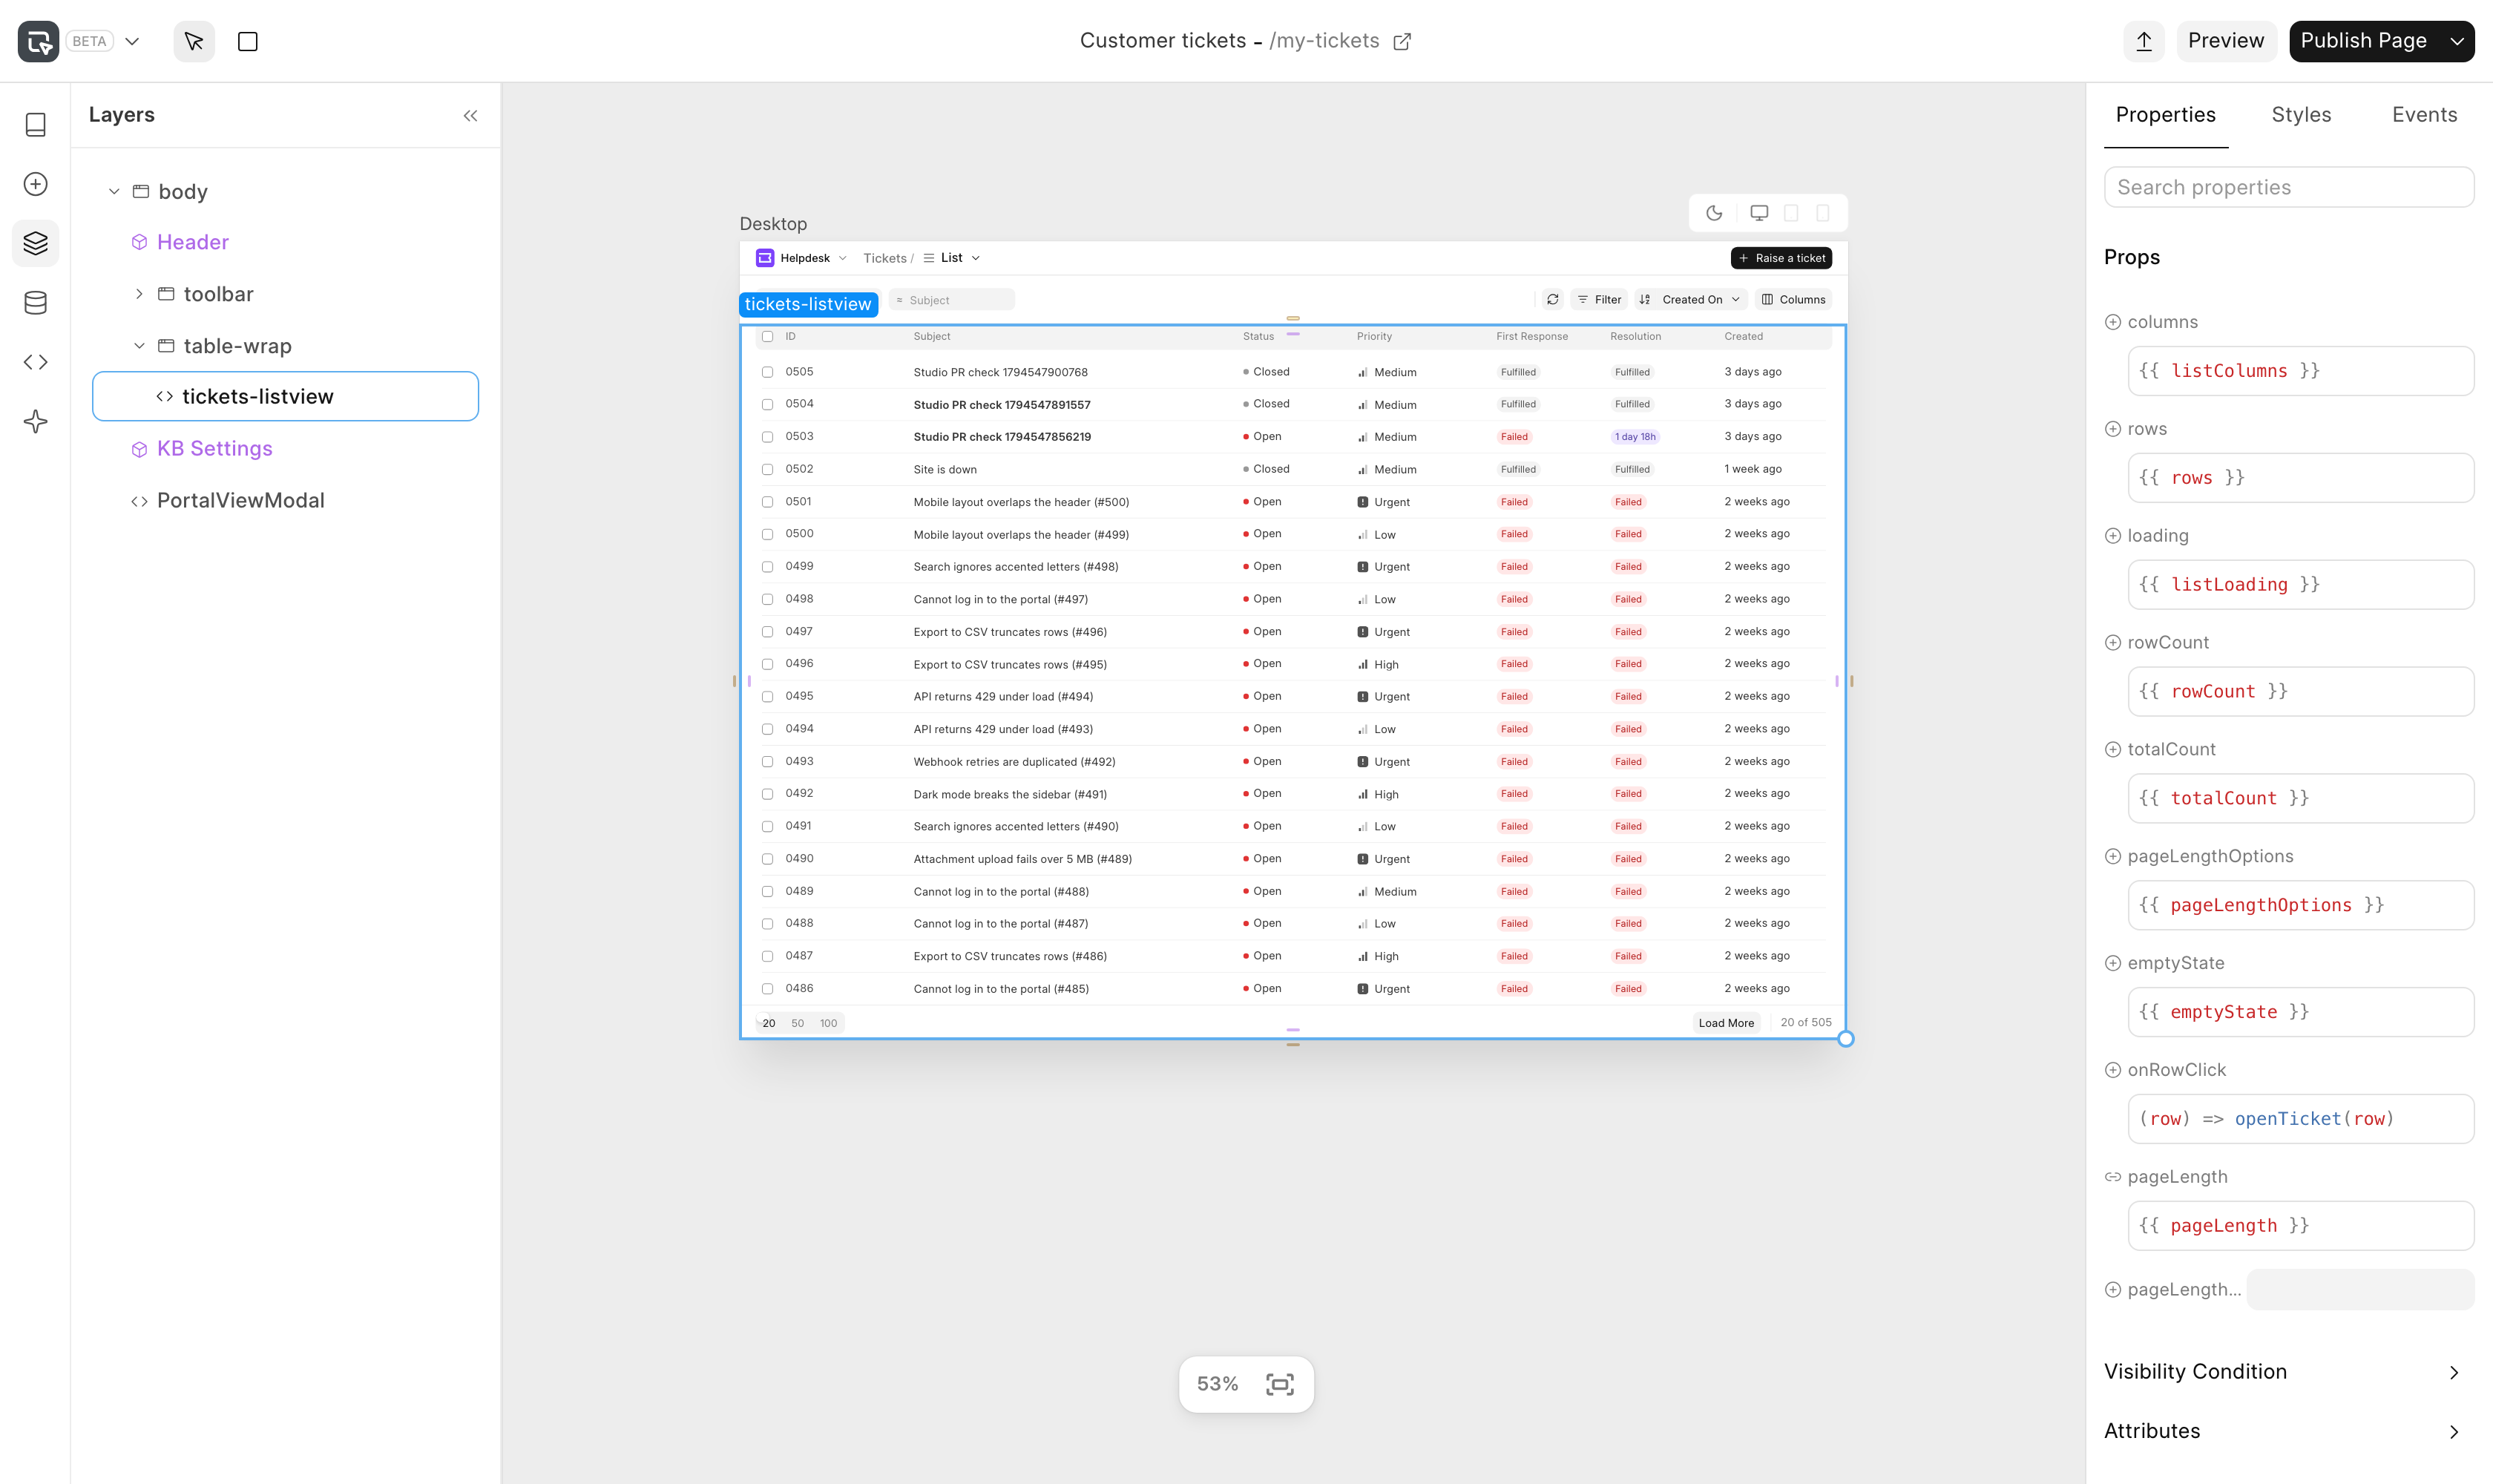 BETA
Customer tickets - /my-tickets
Preview
Publish Page
Layers
body
Header
toolbar
table-wrap
tickets-listview
KB Settings
PortalViewModal
Desktop
Helpdesk
Tickets / List
Raise a ticket
tickets-listview
Subject
Filter
Created On
Columns
ID Subject Status Priority First Response Resolution Created
0505 Studio PR check 1794547900768 Closed Medium Fulfilled Fulfilled 3 days ago
0504 Studio PR check 1794547891557 Closed Medium Fulfilled Fulfilled 3 days ago
0503 Studio PR check 1794547856219 Open Medium Failed 1 day 18h 3 days ago
0502 Site is down Closed Medium Fulfilled Fulfilled 1 week ago
0501 Mobile layout overlaps the header (#500) Open Urgent Failed Failed 2 weeks ago
0500 Mobile layout overlaps the header (#499) Open Low Failed Failed 2 weeks ago
0499 Search ignores accented letters (#498) Open Urgent Failed Failed 2 weeks ago
0498 Cannot log in to the portal (#497) Open Low Failed Failed 2 weeks ago
0497 Export to CSV truncates rows (#496) Open Urgent Failed Failed 2 weeks ago
0496 Export to CSV truncates rows (#495) Open High Failed Failed 2 weeks ago
0495 API returns 429 under load (#494) Open Urgent Failed Failed 2 weeks ago
0494 API returns 429 under load (#493) Open Low Failed Failed 2 weeks ago
0493 Webhook retries are duplicated (#492) Open Urgent Failed Failed 2 weeks ago
0492 Dark mode breaks the sidebar (#491) Open High Failed Failed 2 weeks ago
0491 Search ignores accented letters (#490) Open Low Failed Failed 2 weeks ago
0490 Attachment upload fails over 5 MB (#489) Open Urgent Failed Failed 2 weeks ago
0489 Cannot log in to the portal (#488) Open Medium Failed Failed 2 weeks ago
0488 Cannot log in to the portal (#487) Open Low Failed Failed 2 weeks ago
0487 Export to CSV truncates rows (#486) Open High Failed Failed 2 weeks ago
0486 Cannot log in to the portal (#485) Open Urgent Failed Failed 2 weeks ago
20 50 100
Load More
20 of 505
53%
Properties
Styles
Events
Search properties
Props
columns
{{ listColumns }}
rows
{{ rows }}
loading
{{ listLoading }}
rowCount
{{ rowCount }}
totalCount
{{ totalCount }}
pageLengthOptions
{{ pageLengthOptions }}
emptyState
{{ emptyState }}
onRowClick
(row) => openTicket(row)
pageLength
{{ pageLength }}
pageLength...
Visibility Condition
Attributes